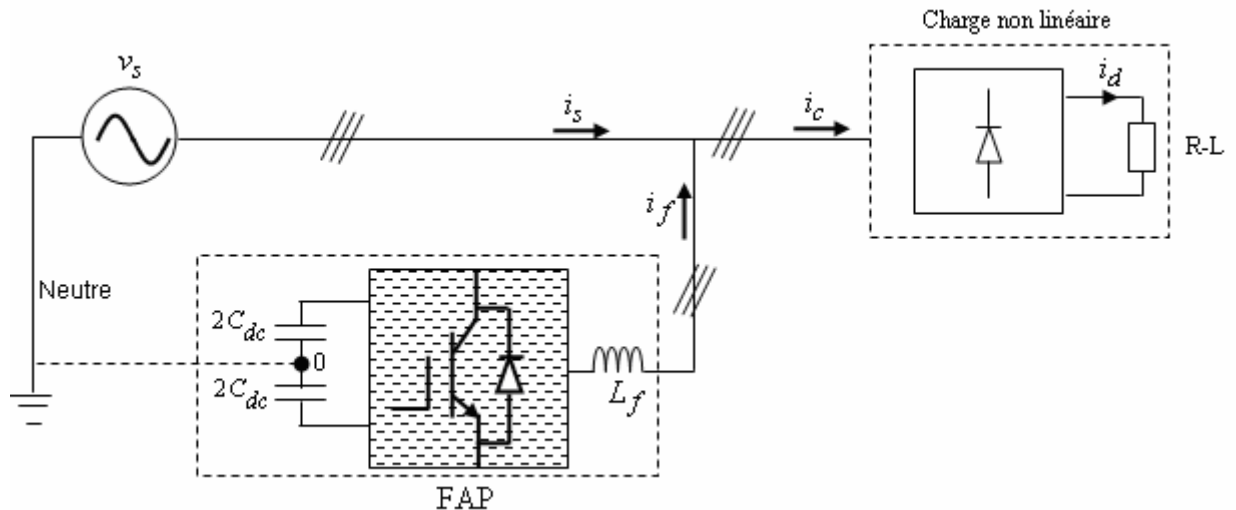 Charge non linéaire
v_s
i_s
i_c
i_d
R-L
i_f
Neutre
2C_dc
0
2C_dc
L_f
FAP